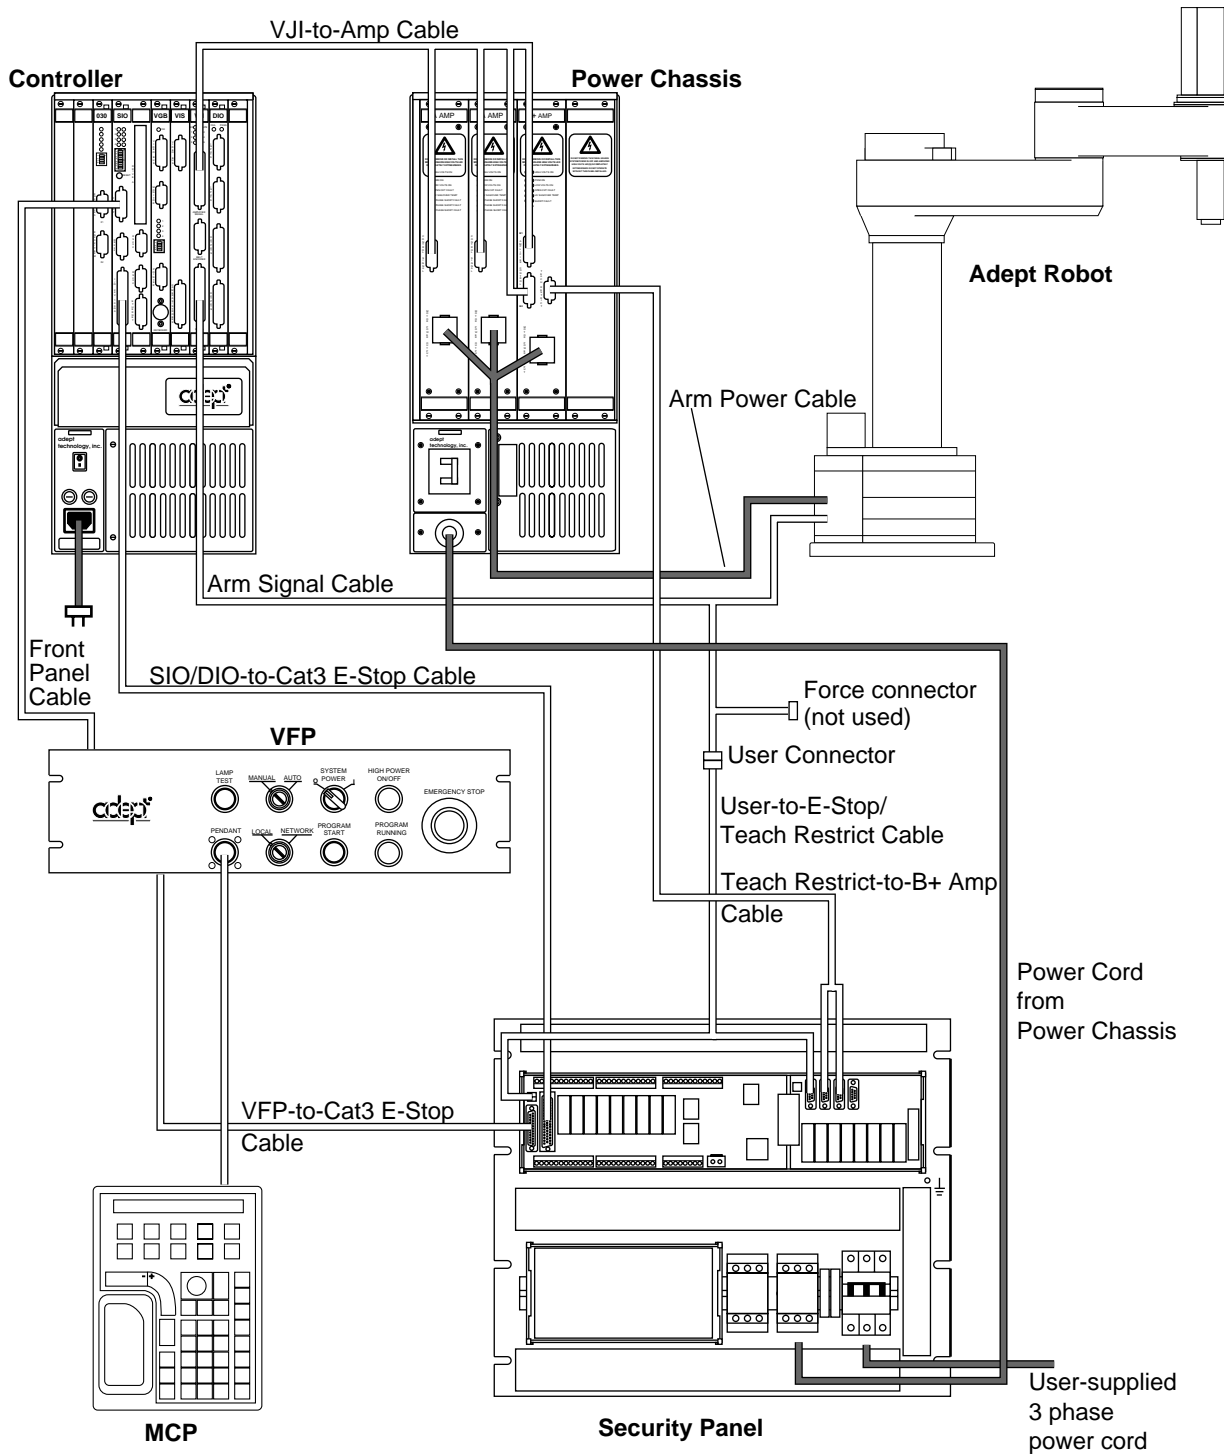 VJI-to-Amp Cable
Controller
Power Chassis
030
SIO
VGB
VIS
DIO
AMP
AMP
+ AMP
Adept Robot
adept
Arm Power Cable
adept
technology, inc.
adept
technology, inc.
Arm Signal Cable
Front
Panel
Cable
SIO/DIO-to-Cat3 E-Stop Cable
Force connector
(not used)
VFP
User Connector
LAMP
TEST
MANUAL
AUTO
SYSTEM
POWER
O
I
HIGH POWER
ON/OFF
EMERGENCY STOP
adept
PENDANT
LOCAL
NETWORK
PROGRAM
START
PROGRAM
RUNNING
User-to-E-Stop/
Teach Restrict Cable
Teach Restrict-to-B+ Amp
Cable
Power Cord
from
Power Chassis
VFP-to-Cat3 E-Stop
Cable
- +
MCP
Security Panel
User-supplied
3 phase
power cord